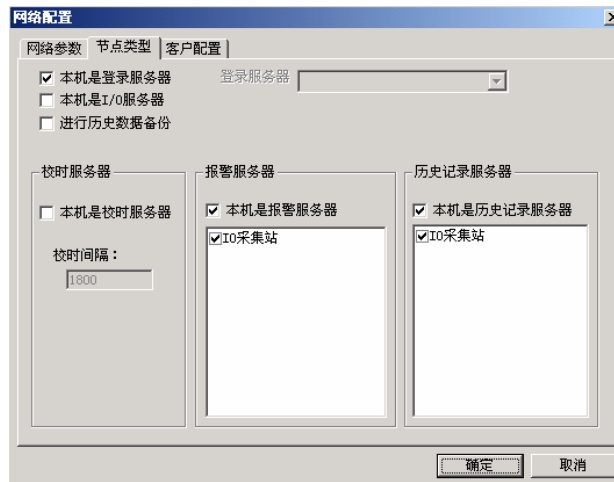 网络配置
网络参数 节点类型 客户配置
本机是登录服务器 登录服务器
本机是I/O服务器
进行历史数据备份
校时服务器 报警服务器 历史记录服务器
本机是校时服务器 本机是报警服务器 本机是历史记录服务器
IO采集站 IO采集站
校时间隔：
1800
确定 取消